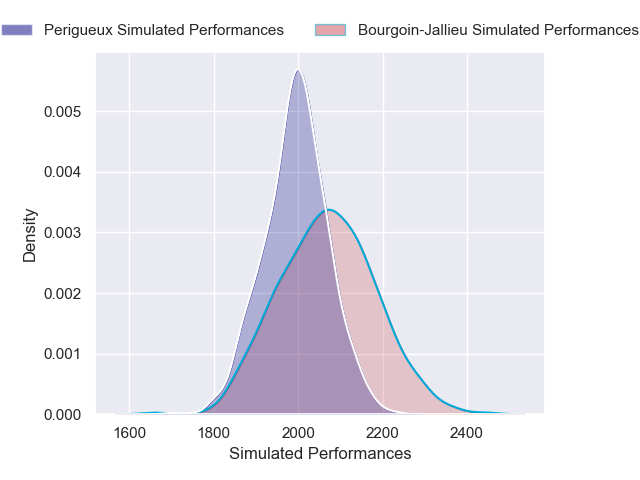 Perigueux Simulated Performances
Bourgoin-Jallieu Simulated Performances
0.005
0.004
0.003
0.002
0.001
0.000
Density
1600
1800
2000
2200
2400
Simulated Performances